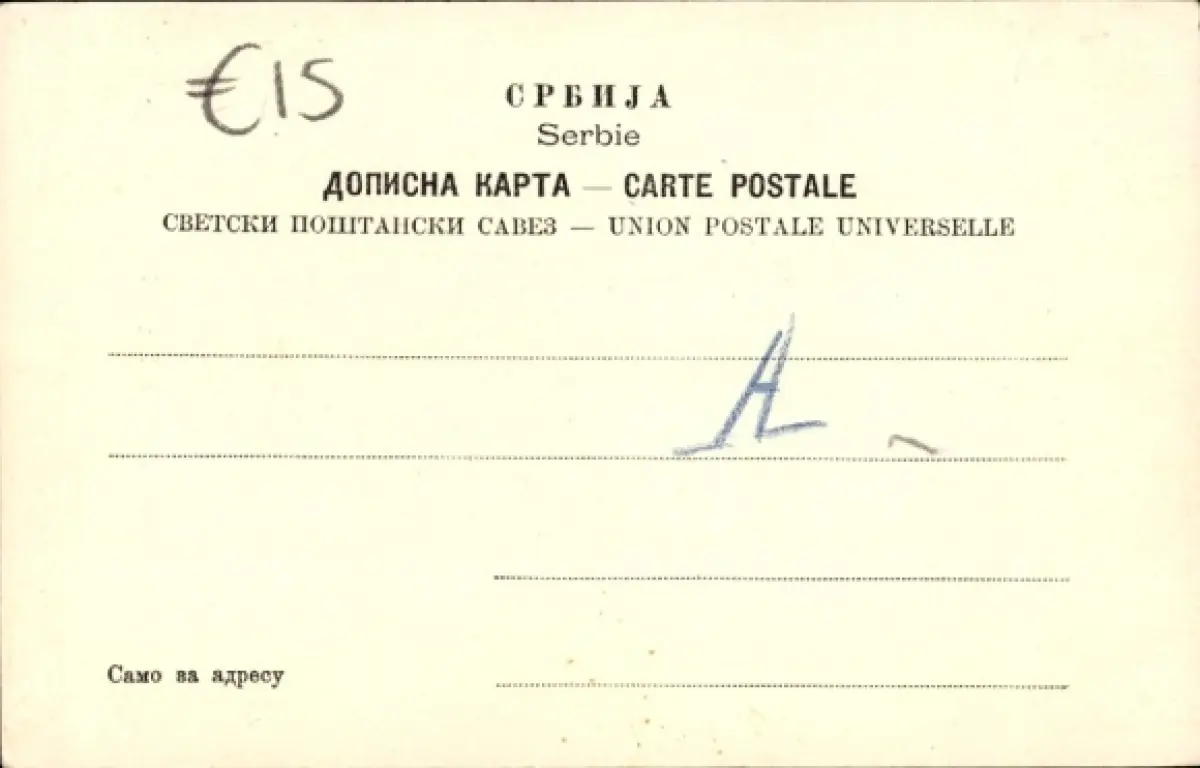 €15
СРБИЈА
Serbie
ДОПИСНА КАРТА — CARTE POSTALE
СВЕТСКИ ПОШТАНСКИ САВЕЗ — UNION POSTALE UNIVERSELLE
A
Само за адресу